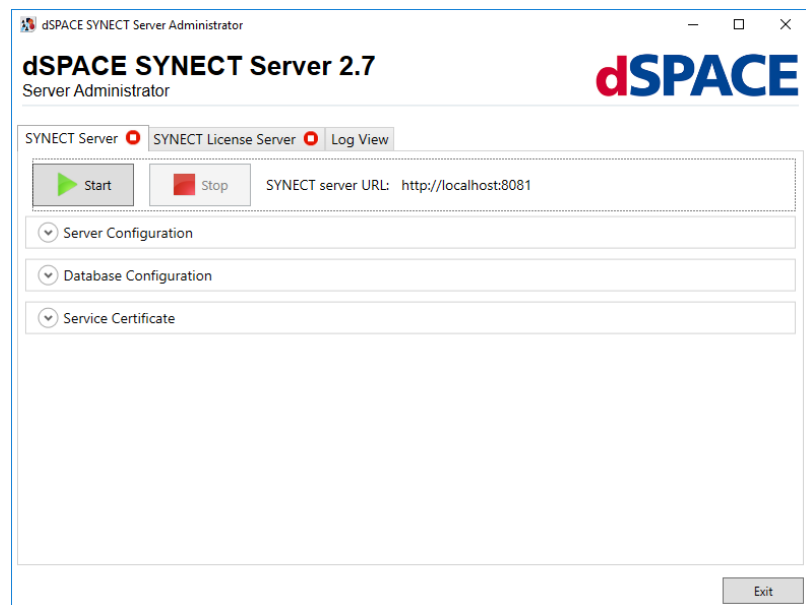 dSPACE SYNECT Server Administrator
dSPACE SYNECT Server 2.7
Server Administrator
dSPACE
SYNECT Server SYNECT License Server Log View
Start Stop SYNECT server URL: http://localhost:8081
Server Configuration
Database Configuration
Service Certificate
Exit